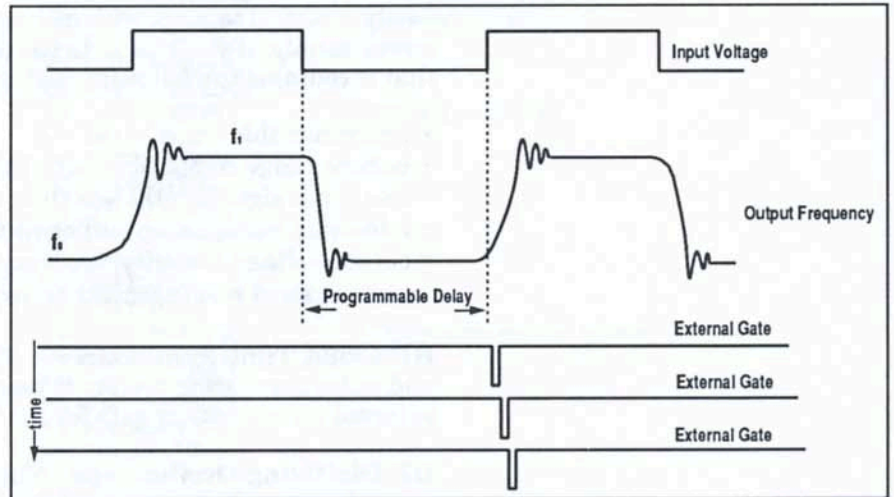 Input Voltage
f₁
Output Frequency
f₀
Programmable Delay
External Gate
External Gate
External Gate
time